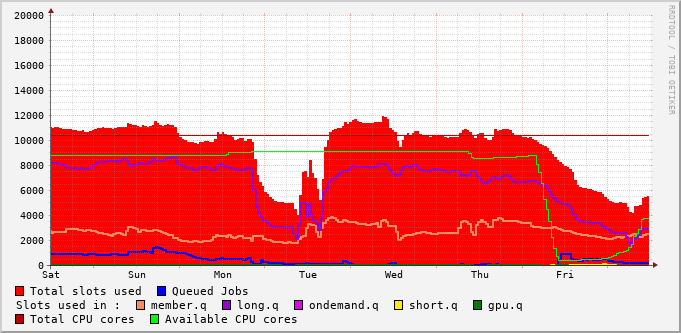 RRDTOOL / TOBI OETIKER
20000
18000
16000
14000
12000
10000
8000
6000
4000
2000
0
Sat Sun Mon Tue Wed Thu Fri
Total slots used Queued Jobs
Slots used in : member.q long.q ondemand.q short.q gpu.q
Total CPU cores Available CPU cores